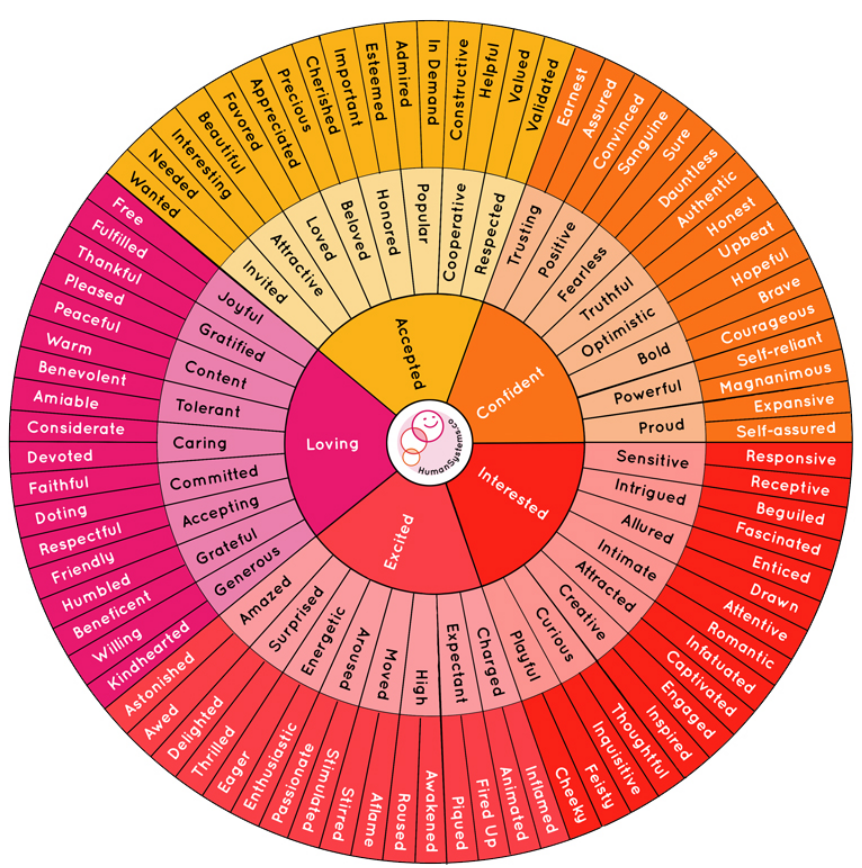 Accepted
Confident
Interested
Excited
Loving
HumanSystems.co
Invited
Attractive
Loved
Beloved
Honored
Popular
Cooperative
Respected
Trusting
Positive
Fearless
Truthful
Optimistic
Bold
Powerful
Proud
Sensitive
Intrigued
Allured
Intimate
Attracted
Creative
Curious
Playful
Charged
Expectant
High
Moved
Aroused
Energetic
Surprised
Amazed
Generous
Grateful
Accepting
Committed
Caring
Tolerant
Content
Gratified
Joyful
Wanted
Needed
Interesting
Beautiful
Favored
Appreciated
Precious
Cherished
Important
Esteemed
Admired
In Demand
Constructive
Helpful
Valued
Validated
Earnest
Assured
Convinced
Sanguine
Sure
Dauntless
Authentic
Honest
Upbeat
Hopeful
Brave
Courageous
Self-reliant
Magnanimous
Expansive
Self-assured
Responsive
Receptive
Beguiled
Fascinated
Enticed
Drawn
Attentive
Romantic
Infatuated
Captivated
Engaged
Inspired
Thoughtful
Inquisitive
Feisty
Cheeky
Inflamed
Animated
Fired Up
Piqued
Awakened
Roused
Aflame
Stirred
Stimulated
Passionate
Enthusiastic
Eager
Thrilled
Delighted
Awed
Astonished
Kindhearted
Willing
Beneficent
Humbled
Friendly
Respectful
Doting
Faithful
Devoted
Considerate
Amiable
Benevolent
Warm
Peaceful
Pleased
Thankful
Fulfilled
Free